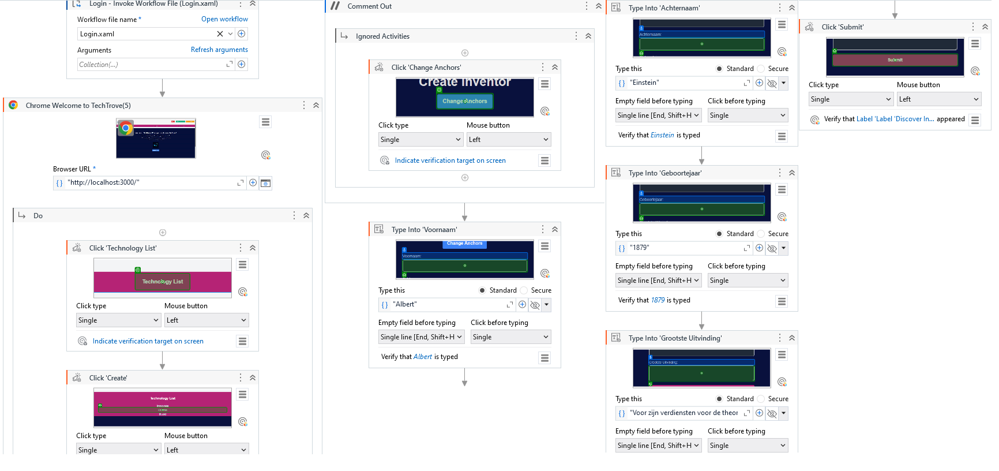 Login - Invoke Workflow File (Login.xaml)
Workflow file name *
Open workflow
Login.xaml
Arguments
Refresh arguments
Collection(...)
Chrome Welcome to TechTrove(5)
Browser URL *
{} "http://localhost:3000/"
Do
Click 'Technology List'
Technology List
Click type
Mouse button
Single
Left
Indicate verification target on screen
Click 'Create'
Technology List
Innovate
Create
Build
Click type
Mouse button
Single
Left
// Comment Out
Ignored Activities
Click 'Change Anchors'
Create Inventor
Change Anchors
Click type
Mouse button
Single
Left
Indicate verification target on screen
Type Into 'Voornaam'
Change Anchors
Voornaam:
Type this
Standard
Secure
{} "Albert"
Empty field before typing
Click before typing
Single line [End, Shift+H
Single
Verify that Albert is typed
Type Into 'Achternaam'
Achternaam:
Type this
Standard
Secure
{} "Einstein"
Empty field before typing
Click before typing
Single line [End, Shift+H
Single
Verify that Einstein is typed
Type Into 'Geboortejaar'
Geboortejaar:
Type this
Standard
Secure
{} "1879"
Empty field before typing
Click before typing
Single line [End, Shift+H
Single
Verify that 1879 is typed
Type Into 'Grootste Uitvinding'
Grootste Uitvinding:
Type this
Standard
Secure
{} "Voor zijn verdiensten voor de theor
Empty field before typing
Click before typing
Single line [End, Shift+H
Single
Click 'Submit'
Submit
Click type
Mouse button
Single
Left
Verify that Label 'Label 'Discover In... appeared